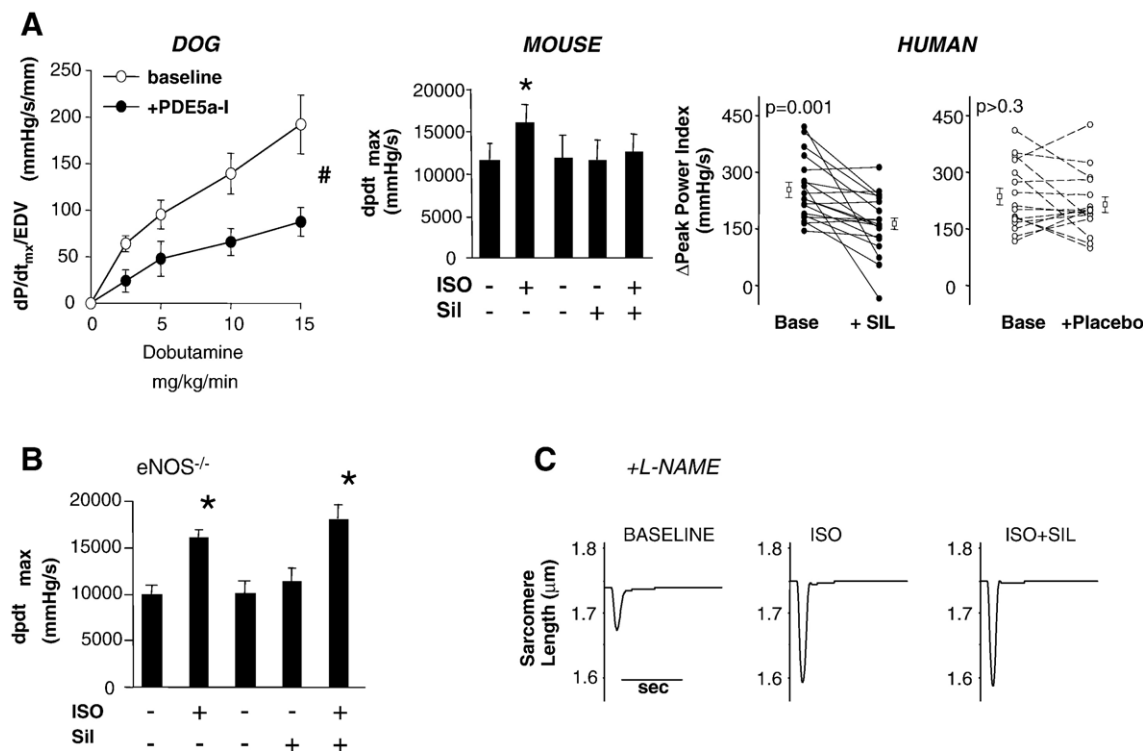 A
DOG
MOUSE
HUMAN
dP/dtmx/EDV (mmHg/s/mm)
250
200
150
100
50
0
baseline
+PDE5a-I
#
0 5 10 15
Dobutamine
mg/kg/min
dpdt max
(mmHg/s)
20000
15000
10000
5000
0
*
ISO - + - - +
Sil - - - + +
ΔPeak Power Index
(mmHg/s)
p=0.001
450
300
150
0
Base + SIL
p>0.3
450
300
150
0
Base +Placebo
B
eNOS-/-
dpdt max
(mmHg/s)
20000
15000
10000
5000
0
*
*
ISO - + - - +
Sil - - - + +
C
+L-NAME
Sarcomere
Length (μm)
BASELINE
1.8
1.7
1.6
sec
ISO
1.8
1.7
1.6
ISO+SIL
1.8
1.7
1.6